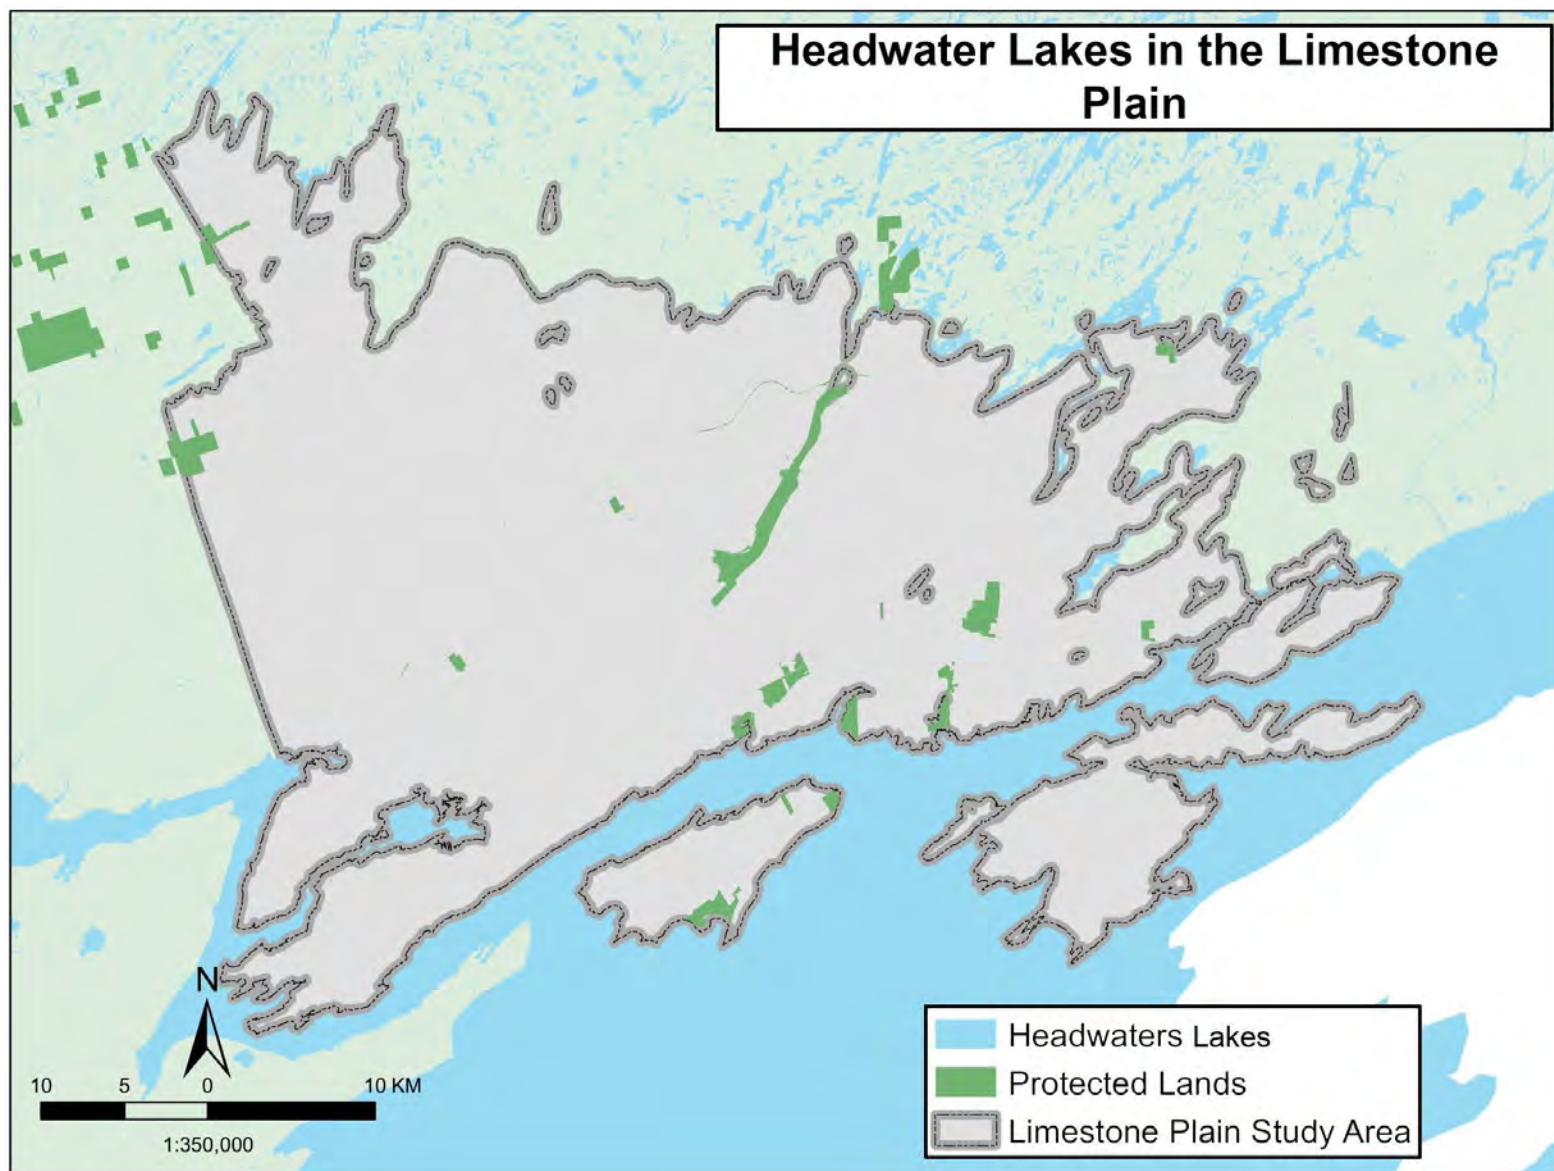 Headwater Lakes in the Limestone
Plain
N
10 5 0 10 KM
1:350,000
Headwaters Lakes
Protected Lands
Limestone Plain Study Area